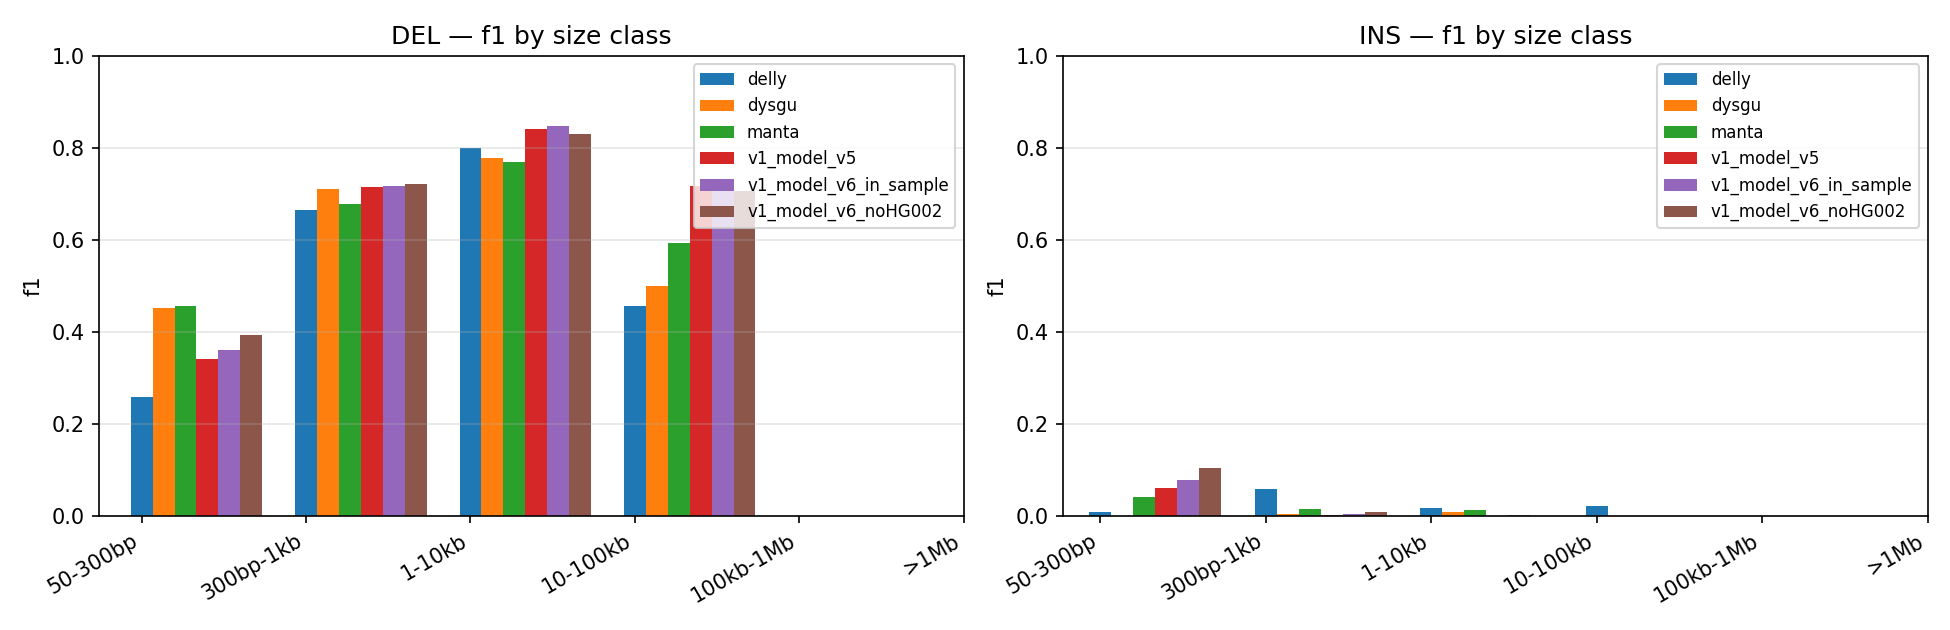 DEL — f1 by size class
f1
1.0
0.8
0.6
0.4
0.2
0.0
delly
dysgu
manta
v1_model_v5
v1_model_v6_in_sample
v1_model_v6_noHG002
50-300bp
300bp-1kb
1-10kb
10-100kb
100kb-1Mb
>1Mb
INS — f1 by size class
f1
1.0
0.8
0.6
0.4
0.2
0.0
delly
dysgu
manta
v1_model_v5
v1_model_v6_in_sample
v1_model_v6_noHG002
50-300bp
300bp-1kb
1-10kb
10-100kb
100kb-1Mb
>1Mb